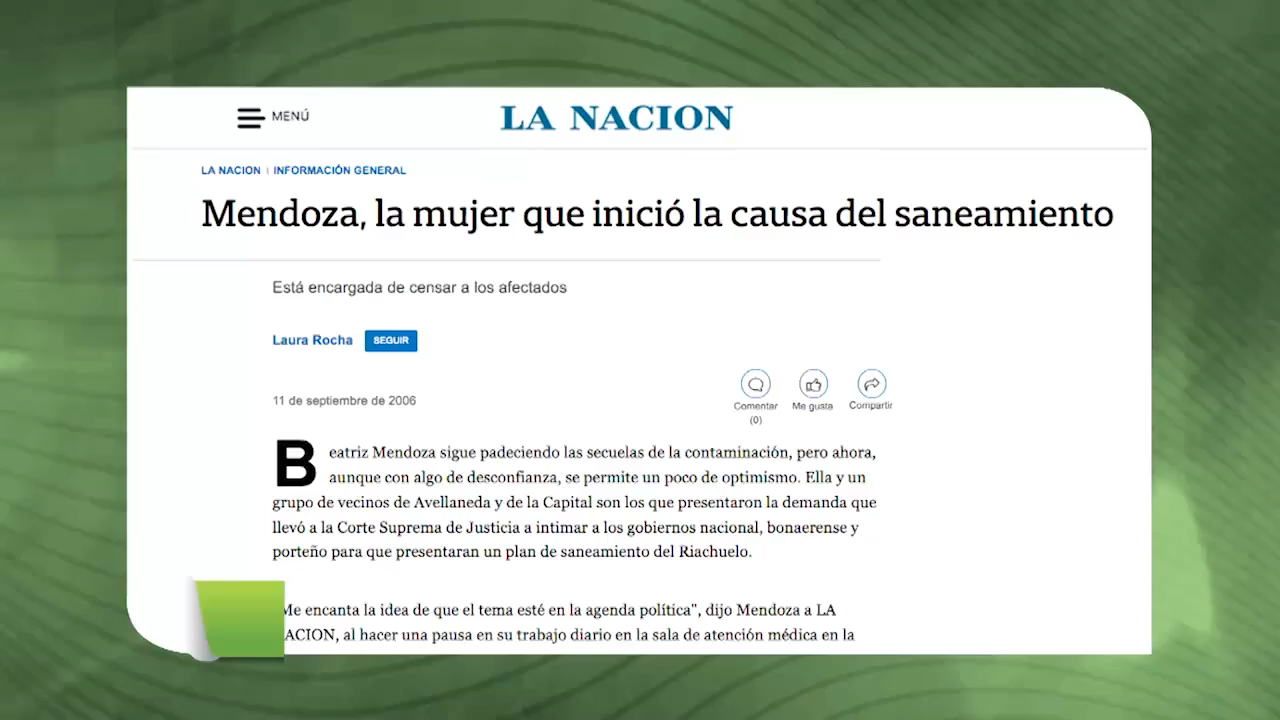 MENÚ
LA NACION
LA NACION | INFORMACIÓN GENERAL
Mendoza, la mujer que inició la causa del saneamiento
Está encargada de censar a los afectados
Laura Rocha SEGUIR
11 de septiembre de 2006
Comentar Me gusta Compartir
(0)
Beatriz Mendoza sigue padeciendo las secuelas de la contaminación, pero ahora,
aunque con algo de desconfianza, se permite un poco de optimismo. Ella y un
grupo de vecinos de Avellaneda y de la Capital son los que presentaron la demanda que
llevó a la Corte Suprema de Justicia a intimar a los gobiernos nacional, bonaerense y
porteño para que presentaran un plan de saneamiento del Riachuelo.
Me encanta la idea de que el tema esté en la agenda política", dijo Mendoza a LA
ACION, al hacer una pausa en su trabajo diario en la sala de atención médica en la